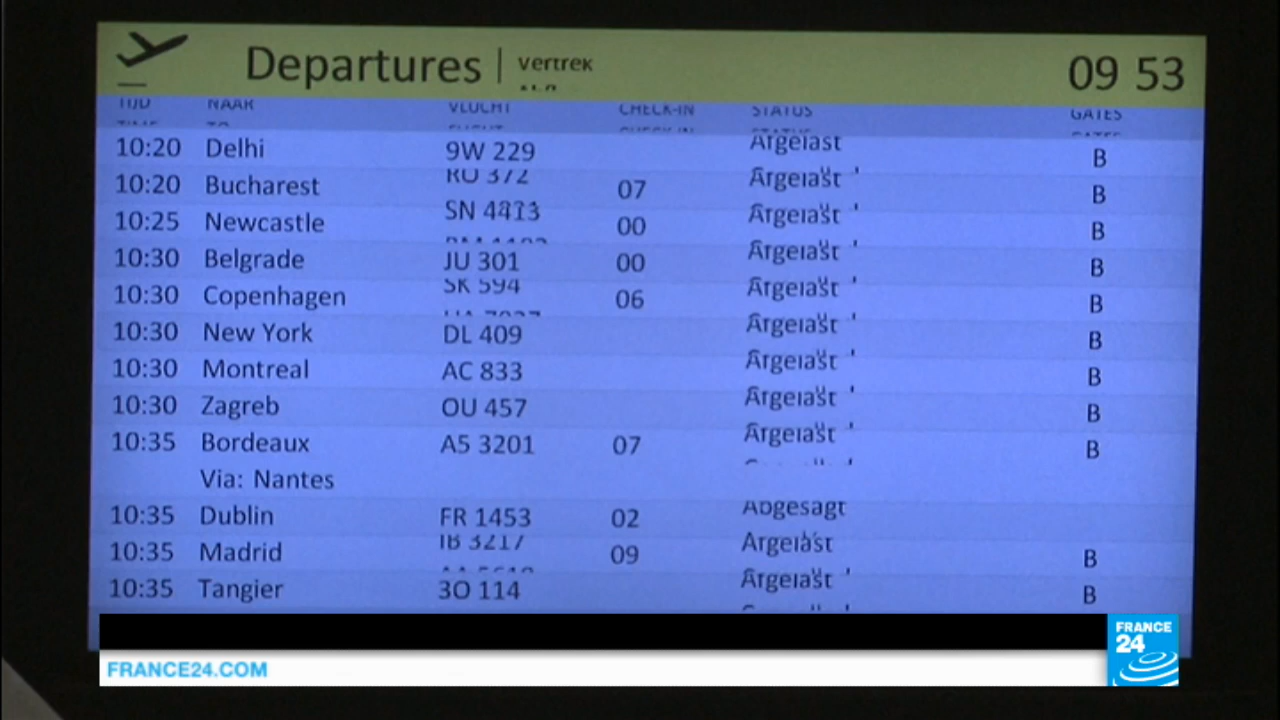 Departures | vertrek 09 53
TIJD NAAR VLUCHT CHECK-IN STATUS GATES
10:20 Delhi 9W 229 Afgelast B
10:20 Bucharest RO 372 07 Afgelast B
10:25 Newcastle SN 00 Afgelast B
10:30 Belgrade JU 301 00 Afgelast B
10:30 Copenhagen SK 594 06 Afgelast B
10:30 New York DL 409 Afgelast B
10:30 Montreal AC 833 Afgelast B
10:30 Zagreb OU 457 Afgelast B
10:35 Bordeaux A5 3201 07 Afgelast B
Via: Nantes
10:35 Dublin FR 1453 02 Abgesagt
10:35 Madrid IB 3217 09 Afgelast B
10:35 Tangier 3O 114 Afgelast B
FRANCE24.COM
FRANCE
24